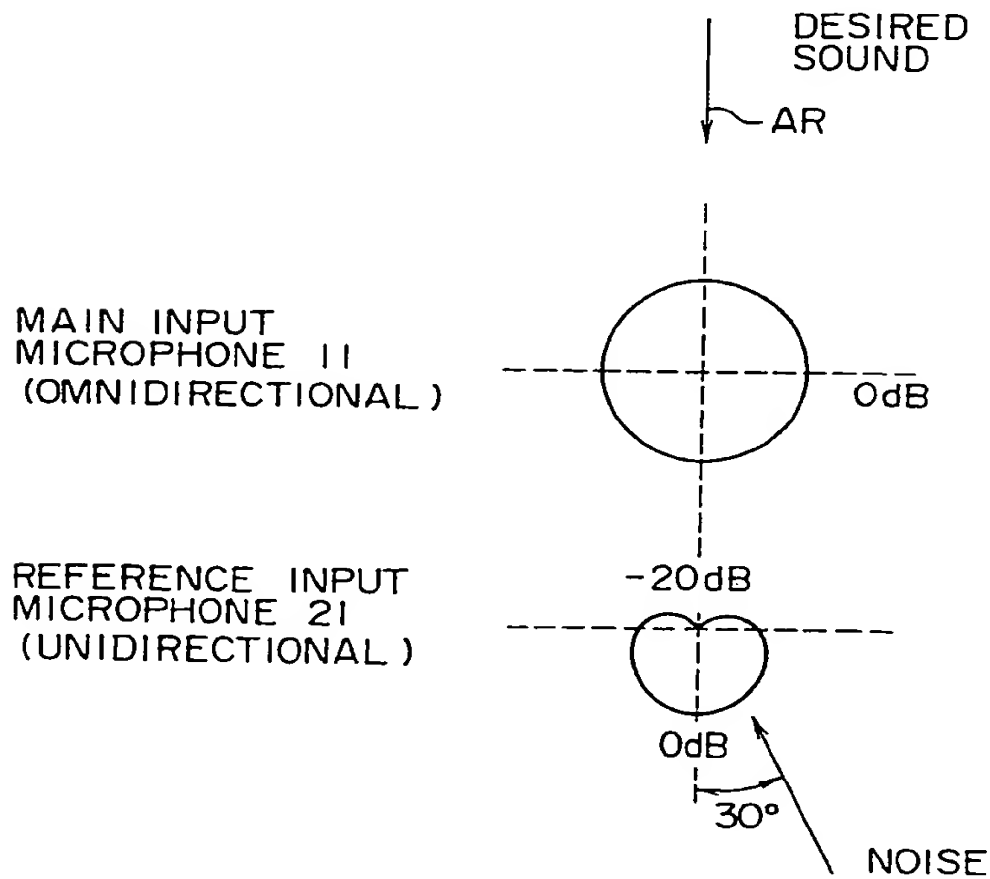 DESIRED
SOUND
AR
MAIN INPUT
MICROPHONE 11
(OMNIDIRECTIONAL)
0dB
-20dB
REFERENCE INPUT
MICROPHONE 21
(UNIDIRECTIONAL)
0dB
30°
NOISE